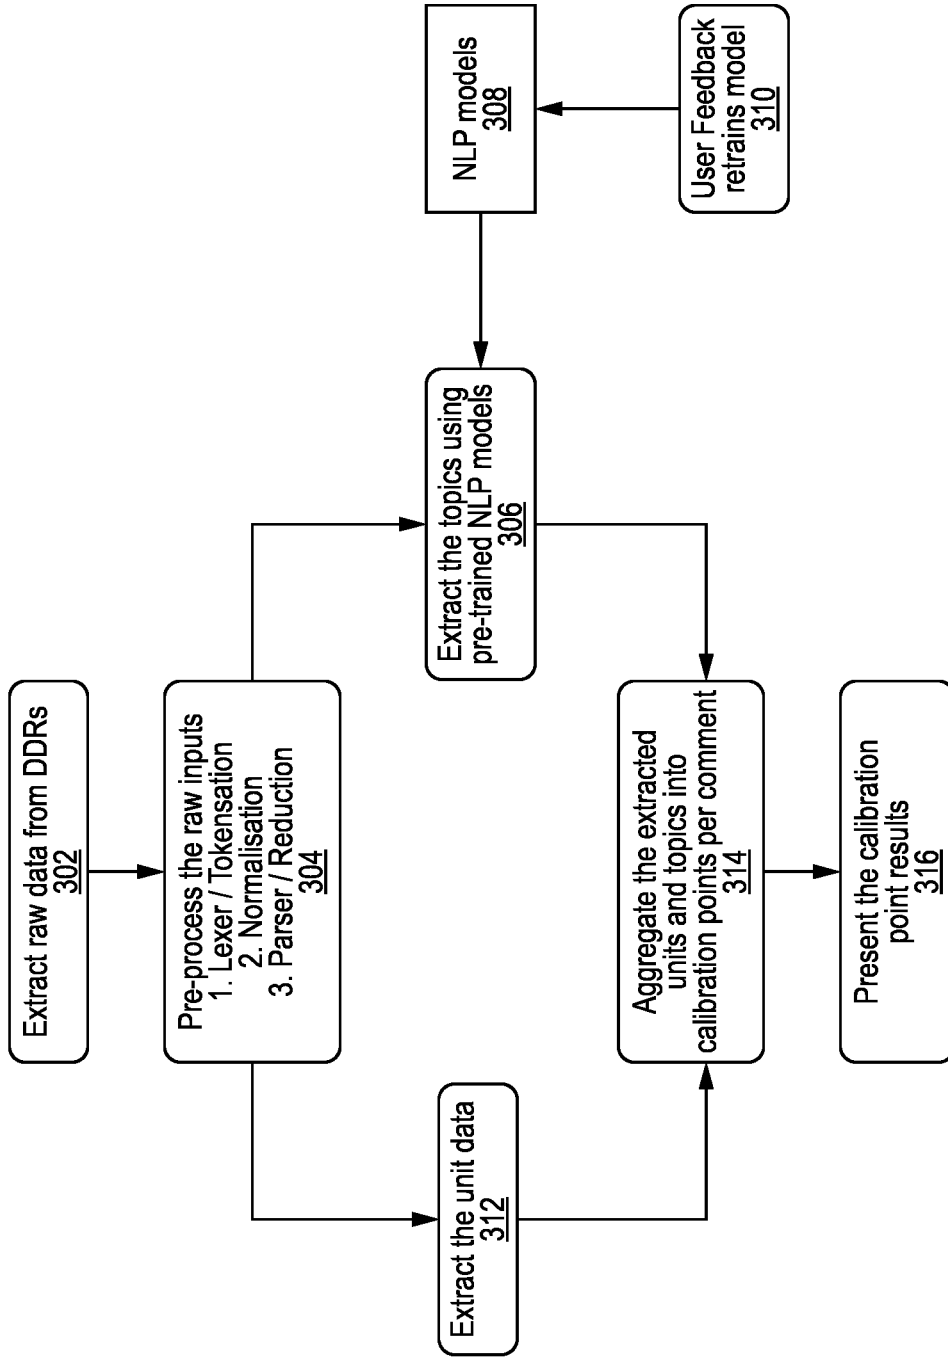 Extract raw data from DDRs
302
Pre-process the raw inputs
1. Lexer / Tokensation
2. Normalisation
3. Parser / Reduction
304
Extract the topics using
pre-trained NLP models
306
NLP models
308
User Feedback
retrains model
310
Extract the unit data
312
Aggregate the extracted
units and topics into
calibration points per comment
314
Present the calibration
point results
316